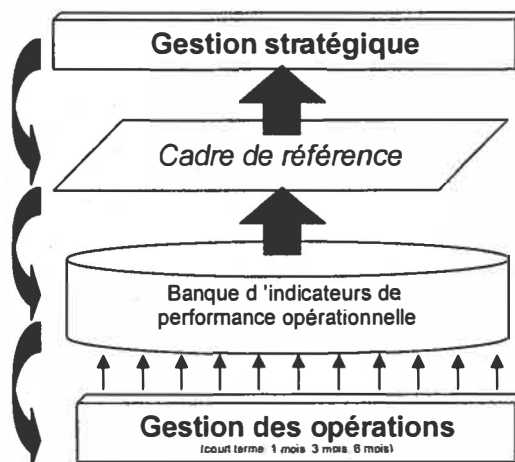 Gestion stratégique
Cadre de référence
Banque d 'indicateurs de
performance opérationnelle
Gestion des opérations
(court terme 1 mois 3 mois 6 mois)